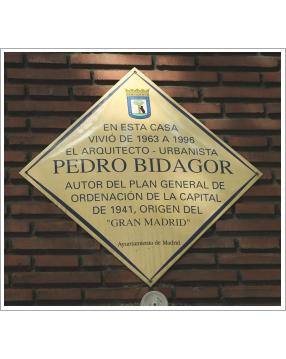 EN ESTA CASA
VIVIÓ DE 1963 A 1996
EL ARQUITECTO - URBANISTA
PEDRO BIDAGOR
AUTOR DEL PLAN GENERAL DE
ORDENACIÓN DE LA CAPITAL
DE 1941, ORIGEN DEL
"GRAN MADRID"
Ayuntamiento de Madrid